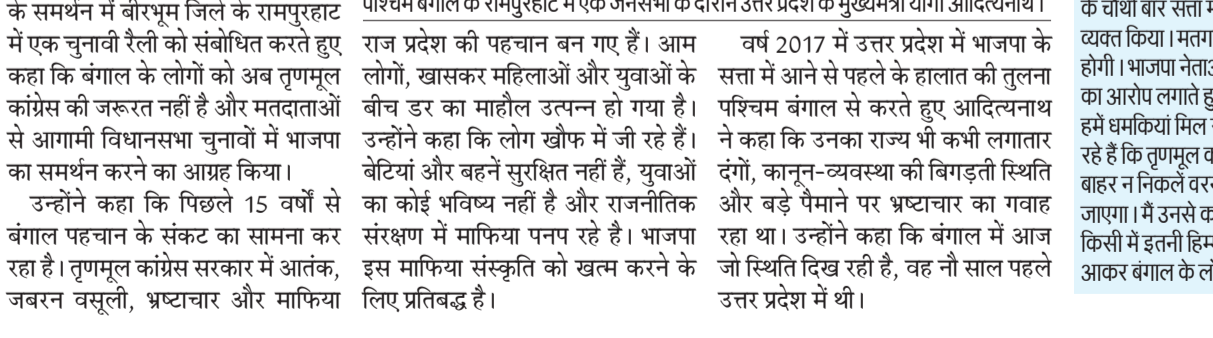 के समर्थन में बीरभूम जिले के रामपुरहाट
में एक चुनावी रैली को संबोधित करते हुए
कहा कि बंगाल के लोगों को अब तृणमूल
कांग्रेस की जरूरत नहीं है और मतदाताओं
से आगामी विधानसभा चुनावों में भाजपा
का समर्थन करने का आग्रह किया।
उन्होंने कहा कि पिछले 15 वर्षों से
बंगाल पहचान के संकट का सामना कर
रहा है। तृणमूल कांग्रेस सरकार में आतंक,
जबरन वसूली, भ्रष्टाचार और माफिया
पश्चिम बंगाल के रामपुरहाट में एक जनसभा के दौरान उत्तर प्रदेश के मुख्यमंत्री योगी आदित्यनाथ।
राज प्रदेश की पहचान बन गए हैं। आम
लोगों, खासकर महिलाओं और युवाओं के
बीच डर का माहौल उत्पन्न हो गया है।
उन्होंने कहा कि लोग खौफ में जी रहे हैं।
बेटियां और बहनें सुरक्षित नहीं हैं, युवाओं
का कोई भविष्य नहीं है और राजनीतिक
संरक्षण में माफिया पनप रहे है। भाजपा
इस माफिया संस्कृति को खत्म करने के
लिए प्रतिबद्ध है।
वर्ष 2017 में उत्तर प्रदेश में भाजपा के
सत्ता में आने से पहले के हालात की तुलना
पश्चिम बंगाल से करते हुए आदित्यनाथ
ने कहा कि उनका राज्य भी कभी लगातार
दंगों, कानून-व्यवस्था की बिगड़ती स्थिति
और बड़े पैमाने पर भ्रष्टाचार का गवाह
रहा था। उन्होंने कहा कि बंगाल में आज
जो स्थिति दिख रही है, वह नौ साल पहले
उत्तर प्रदेश में थी।
के चौथी बार सत्ता
व्यक्त किया। मतग
होगी। भाजपा
का आरोप लगाते
हमें धमकियां मिल
रहे हैं कि तृणमूल
बाहर न निकलें
जाएगा। मैं उनसे
किसी में इतनी
आकर बंगाल के